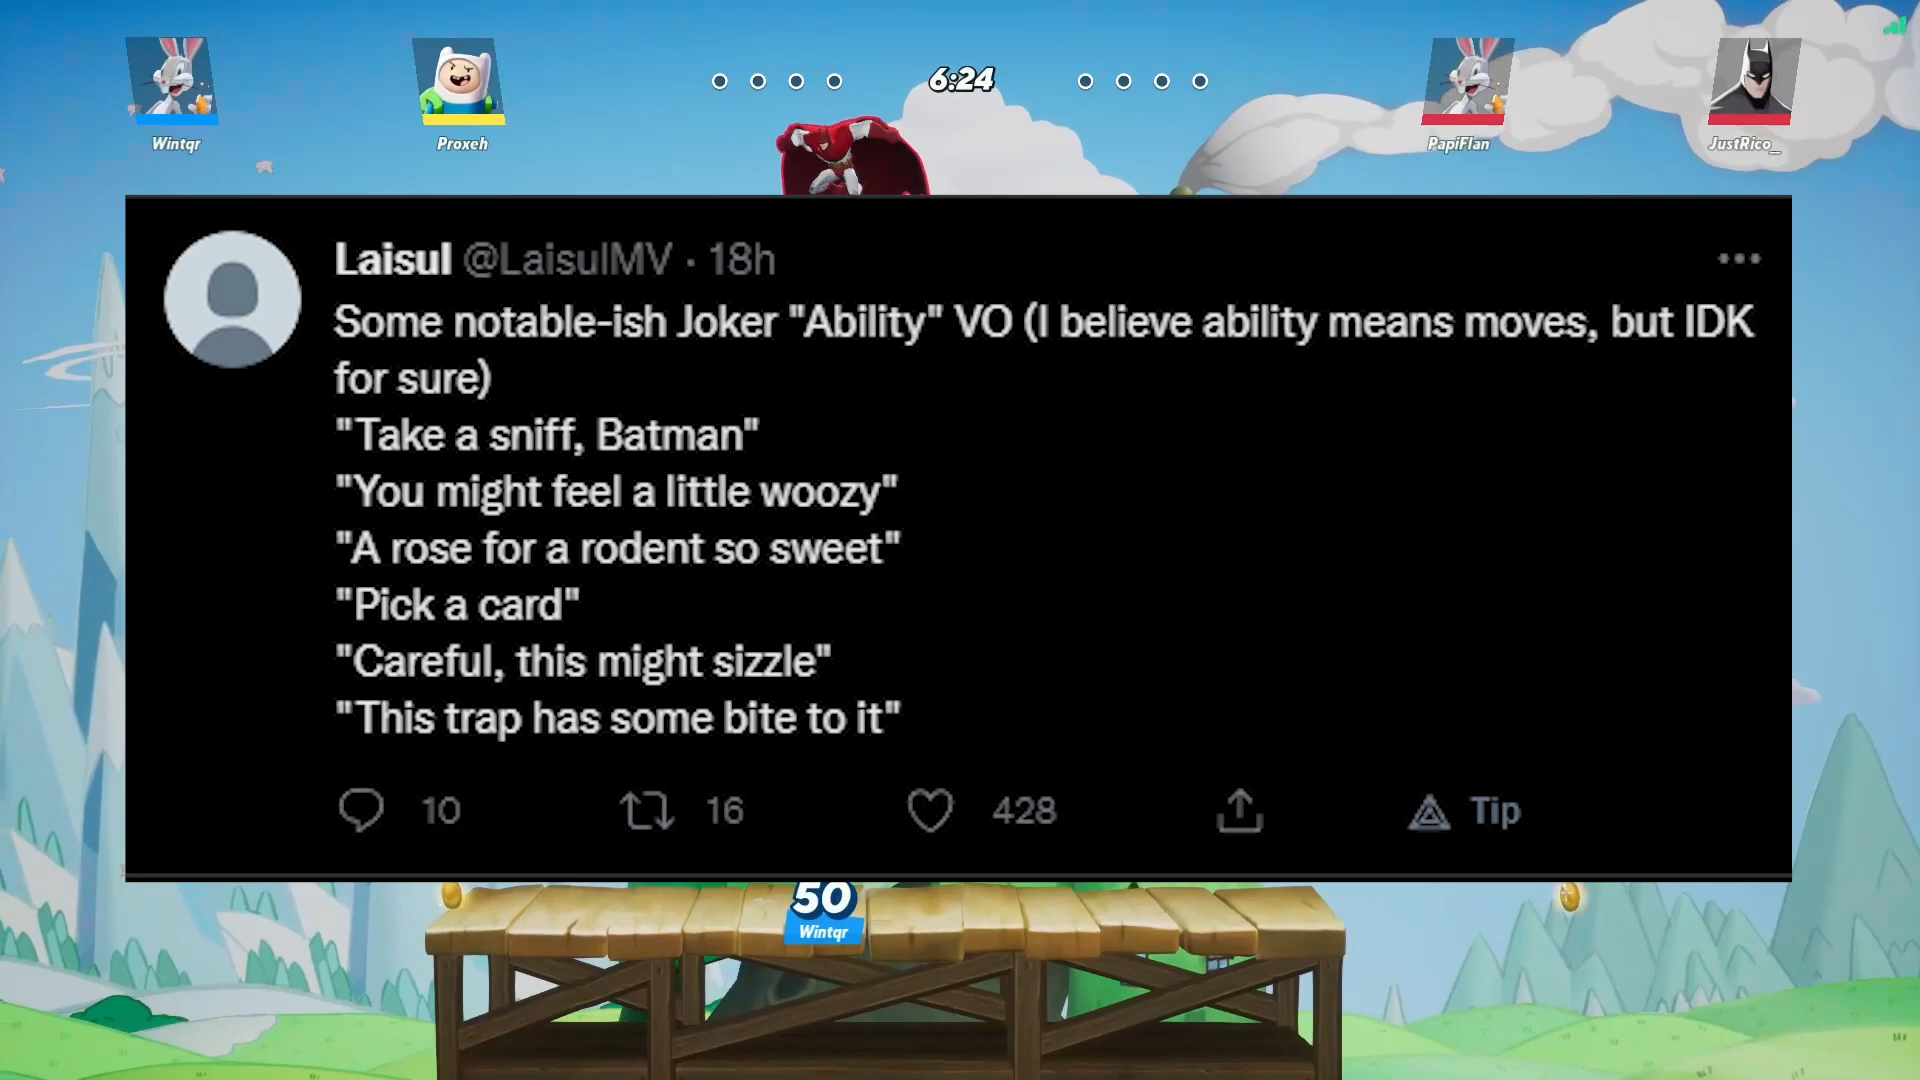 6:24
Wintqr
Proxeh
PapiFlan
JustRico_
Laisul @LaisulMV · 18h
Some notable-ish Joker "Ability" VO (I believe ability means moves, but IDK
for sure)
"Take a sniff, Batman"
"You might feel a little woozy"
"A rose for a rodent so sweet"
"Pick a card"
"Careful, this might sizzle"
"This trap has some bite to it"
10 16 428 Tip
50
Wintqr